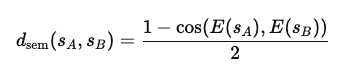 d_sem(s_A, s_B) = (1 − cos(E(s_A), E(s_B))) / 2